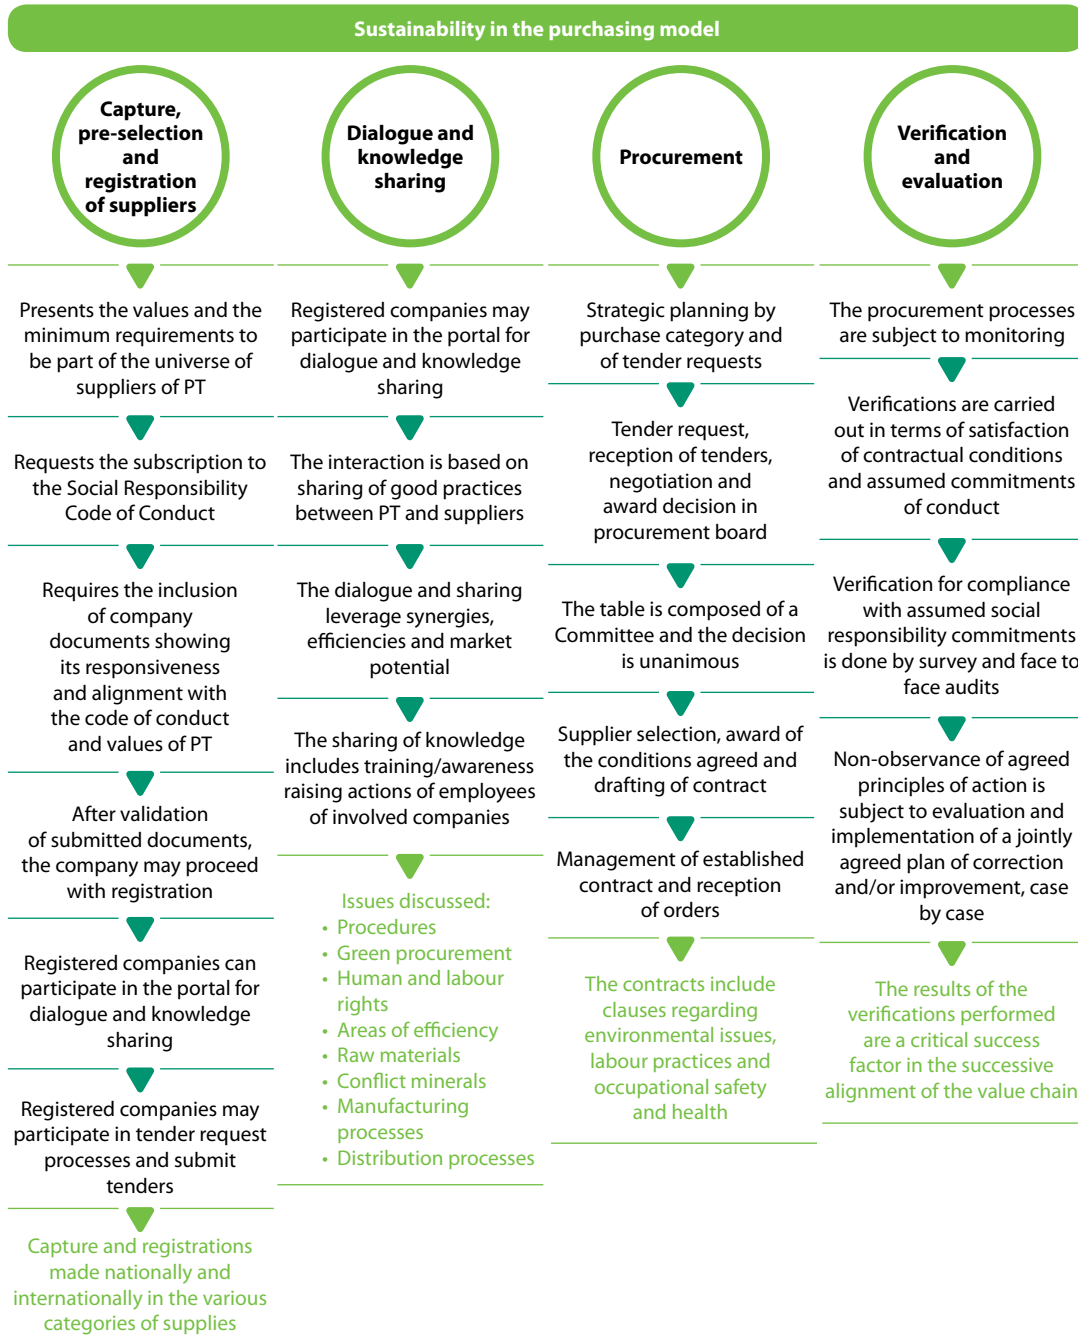 Sustainability in the purchasing model
Capture,
pre-selection
and
registration
of suppliers
Presents the values and the
minimum requirements to
be part of the universe of
suppliers of PT
Requests the subscription to
the Social Responsibility
Code of Conduct
Requires the inclusion
of company
documents showing
its responsiveness
and alignment with
the code of conduct
and values of PT
After validation
of submitted documents,
the company may proceed
with registration
Registered companies can
participate in the portal for
dialogue and knowledge
sharing
Registered companies may
participate in tender request
processes and submit
tenders
Capture and registrations
made nationally and
internationally in the various
categories of supplies
Dialogue and
knowledge
sharing
Registered companies may
participate in the portal for
dialogue and knowledge
sharing
The interaction is based on
sharing of good practices
between PT and suppliers
The dialogue and sharing
leverage synergies,
efficiencies and market
potential
The sharing of knowledge
includes training/awareness
raising actions of employees
of involved companies
Issues discussed:
• Procedures
• Green procurement
• Human and labour
rights
• Areas of efficiency
• Raw materials
• Conflict minerals
• Manufacturing
processes
• Distribution processes
Procurement
Strategic planning by
purchase category and
of tender requests
Tender request,
reception of tenders,
negotiation and
award decision in
procurement board
The table is composed of a
Committee and the decision
is unanimous
Supplier selection, award of
the conditions agreed and
drafting of contract
Management of established
contract and reception
of orders
The contracts include
clauses regarding
environmental issues,
labour practices and
occupational safety
and health
Verification
and
evaluation
The procurement processes
are subject to monitoring
Verifications are carried
out in terms of satisfaction
of contractual conditions
and assumed commitments
of conduct
Verification for compliance
with assumed social
responsibility commitments
is done by survey and face to
face audits
Non-observance of agreed
principles of action is
subject to evaluation and
implementation of a jointly
agreed plan of correction
and/or improvement, case
by case
The results of the
verifications performed
are a critical success
factor in the successive
alignment of the value chain